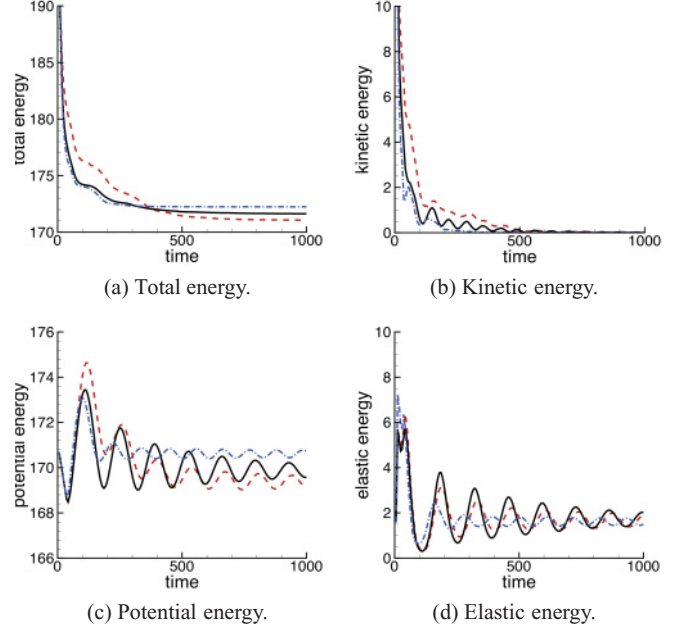 190
185
180
175
170
total energy
0
500
1000
time
(a) Total energy.
10
8
6
4
2
0
kinetic energy
0
500
1000
time
(b) Kinetic energy.
176
174
172
170
168
166
potential energy
0
500
1000
time
(c) Potential energy.
10
8
6
4
2
0
elastic energy
0
500
1000
time
(d) Elastic energy.